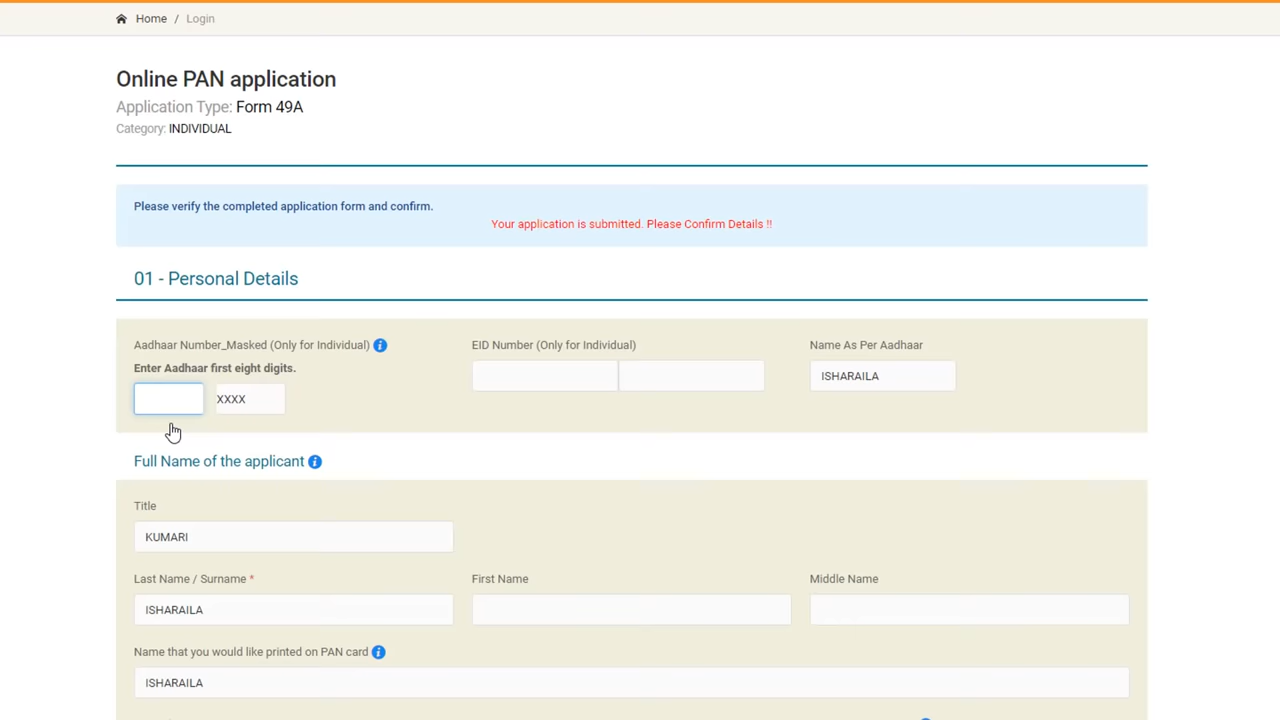 Home / Login
Online PAN application
Application Type: Form 49A
Category: INDIVIDUAL
Please verify the completed application form and confirm.
Your application is submitted. Please Confirm Details !!
01 - Personal Details
Aadhaar Number_Masked (Only for Individual)
EID Number (Only for Individual)
Name As Per Aadhaar
Enter Aadhaar first eight digits.
ISHARAILA
XXXX
Full Name of the applicant
Title
KUMARI
Last Name / Surname *
First Name
Middle Name
ISHARAILA
Name that you would like printed on PAN card
ISHARAILA